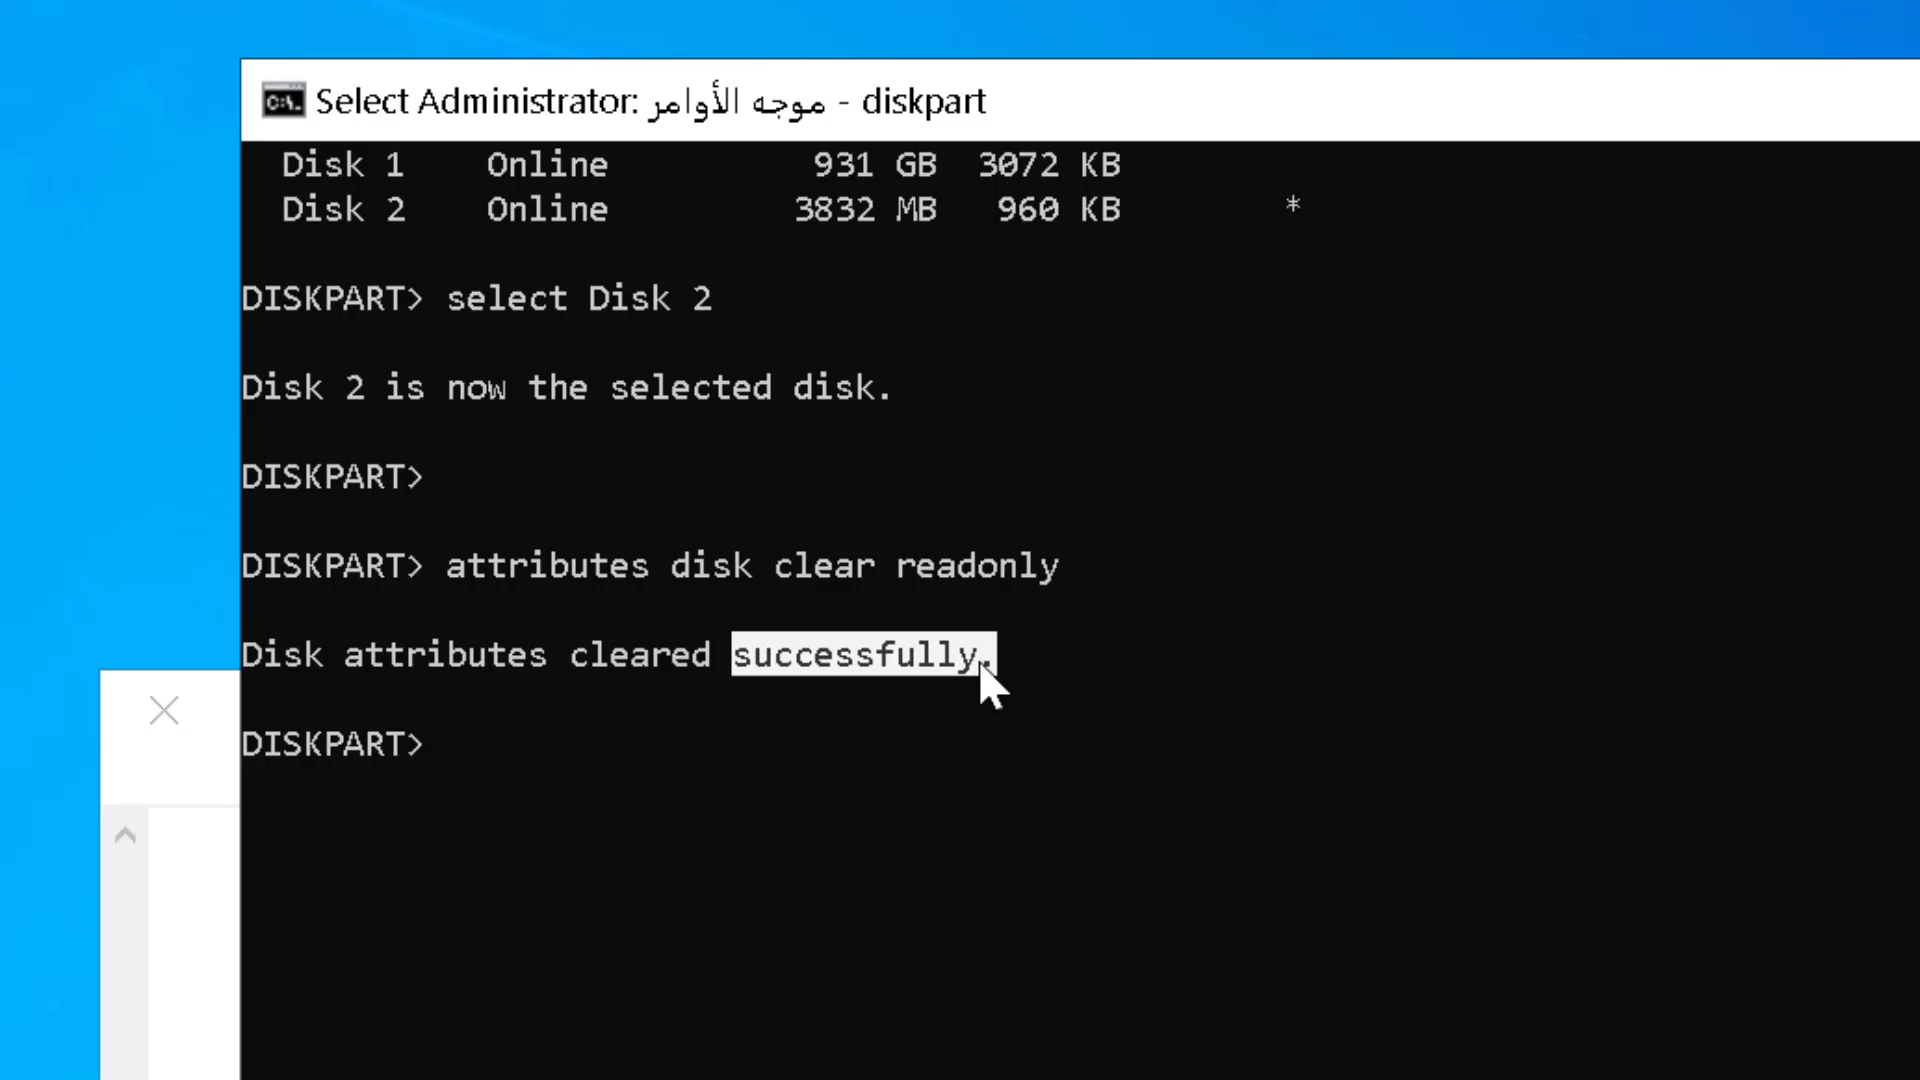 Select Administrator: موجه الأوامر - diskpart
Disk 1    Online    931 GB  3072 KB
Disk 2    Online    3832 MB  960 KB    *
DISKPART> select Disk 2
Disk 2 is now the selected disk.
DISKPART>
DISKPART> attributes disk clear readonly
Disk attributes cleared successfully.
DISKPART>